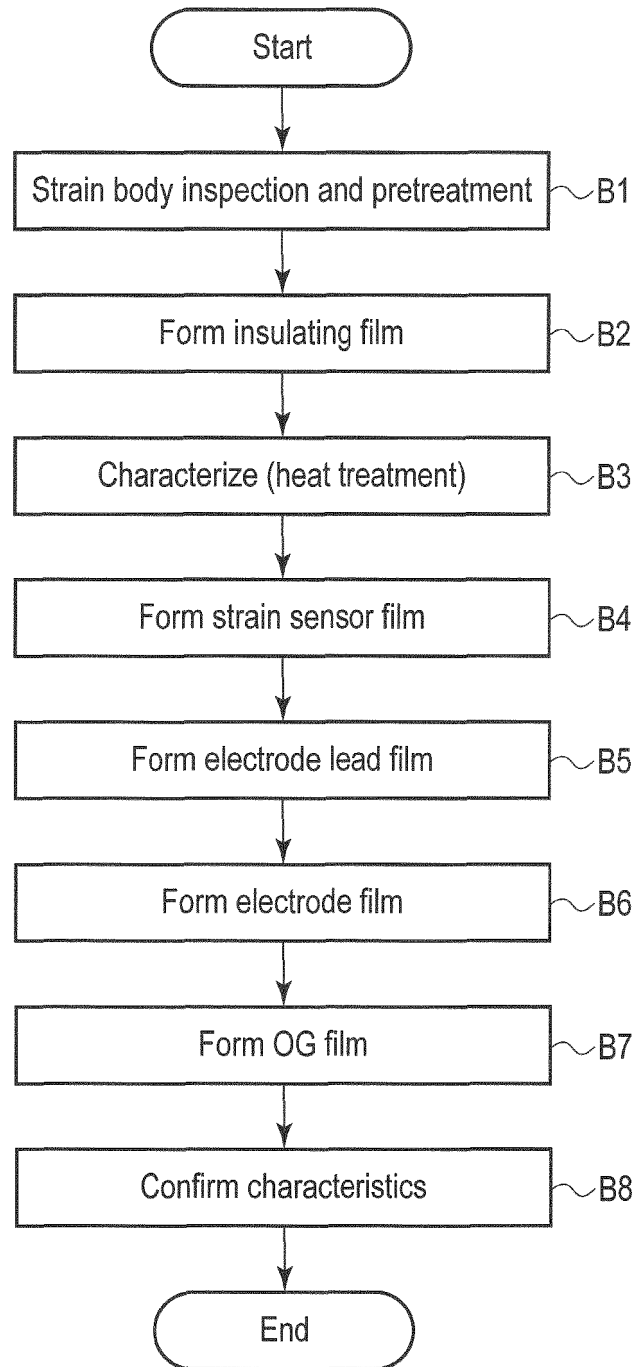 Start
Strain body inspection and pretreatment B1
Form insulating film B2
Characterize (heat treatment) B3
Form strain sensor film B4
Form electrode lead film B5
Form electrode film B6
Form OG film B7
Confirm characteristics B8
End